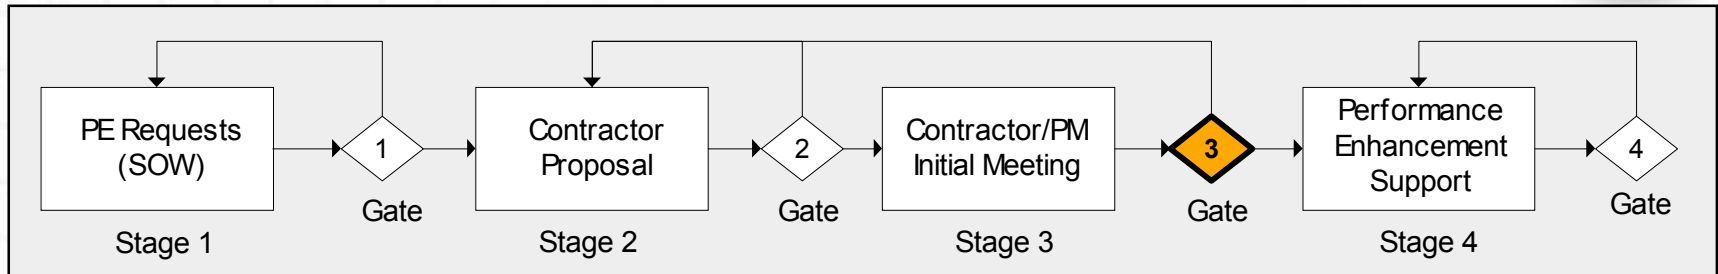 PE Requests
(SOW)
1
Gate
Stage 1
Contractor
Proposal
2
Gate
Stage 2
Contractor/PM
Initial Meeting
3
Gate
Stage 3
Performance
Enhancement
Support
4
Gate
Stage 4